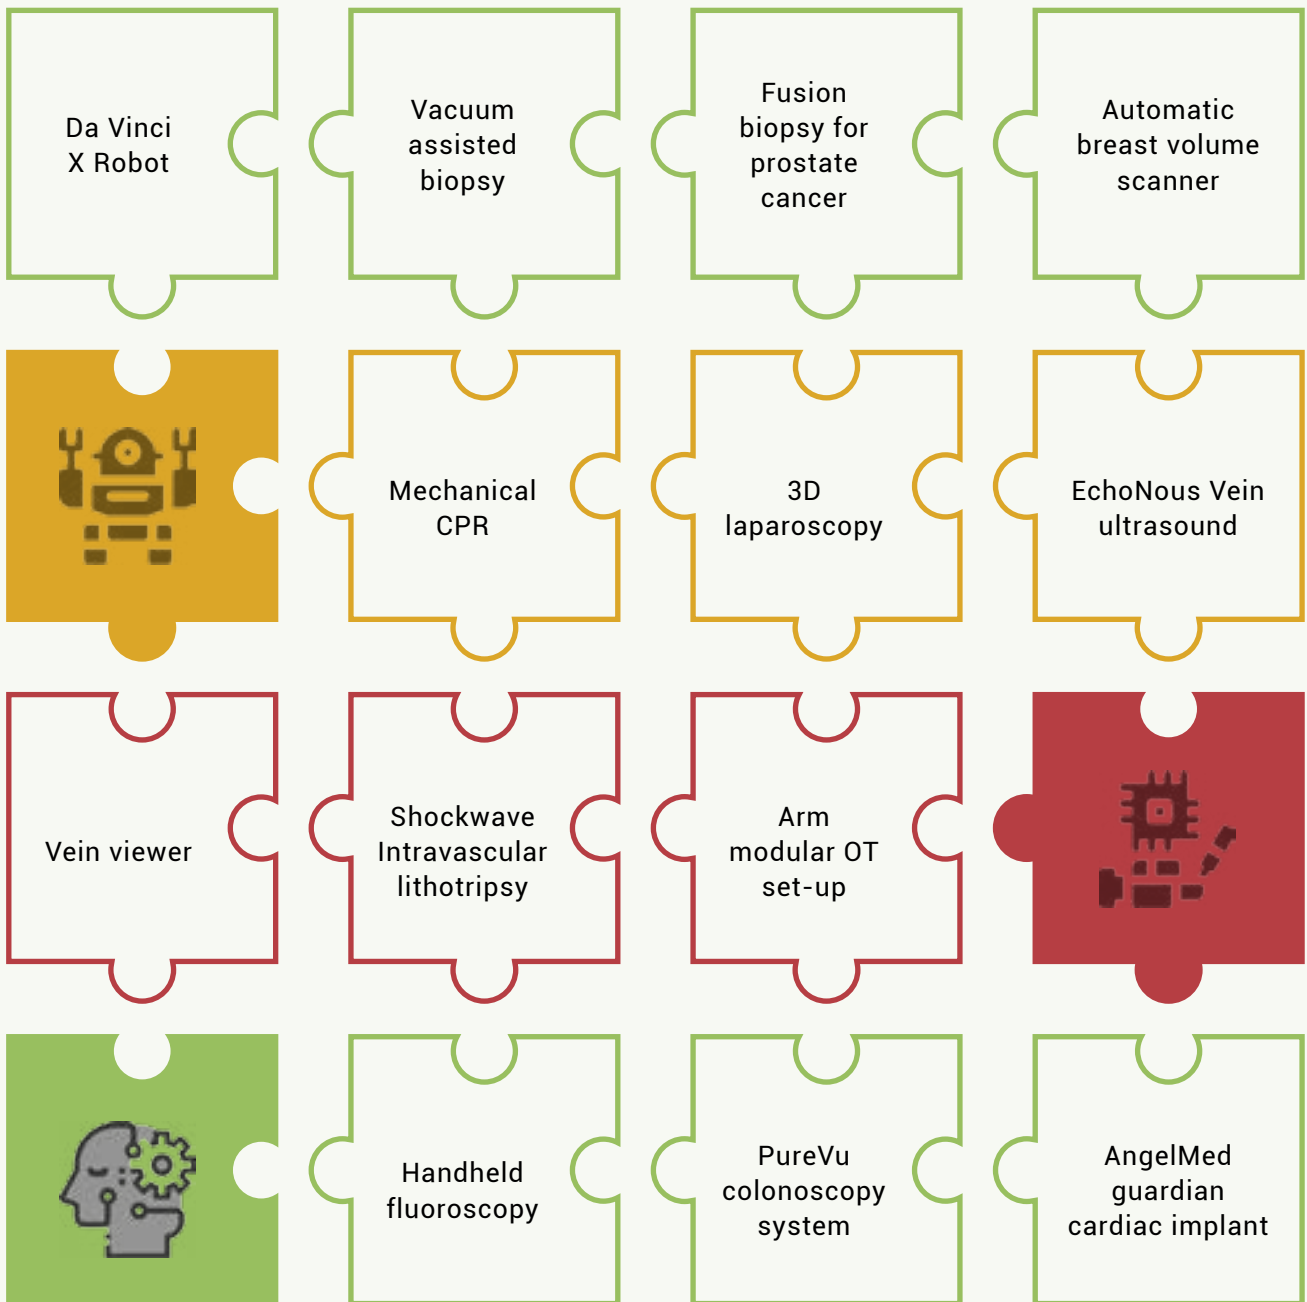 Da Vinci
X Robot
Vacuum
assisted
biopsy
Fusion
biopsy for
prostate
cancer
Automatic
breast volume
scanner
Mechanical
CPR
3D
laparoscopy
EchoNous Vein
ultrasound
Vein viewer
Shockwave
Intravascular
lithotripsy
Arm
modular OT
set-up
Handheld
fluoroscopy
PureVu
colonoscopy
system
AngelMed
guardian
cardiac implant